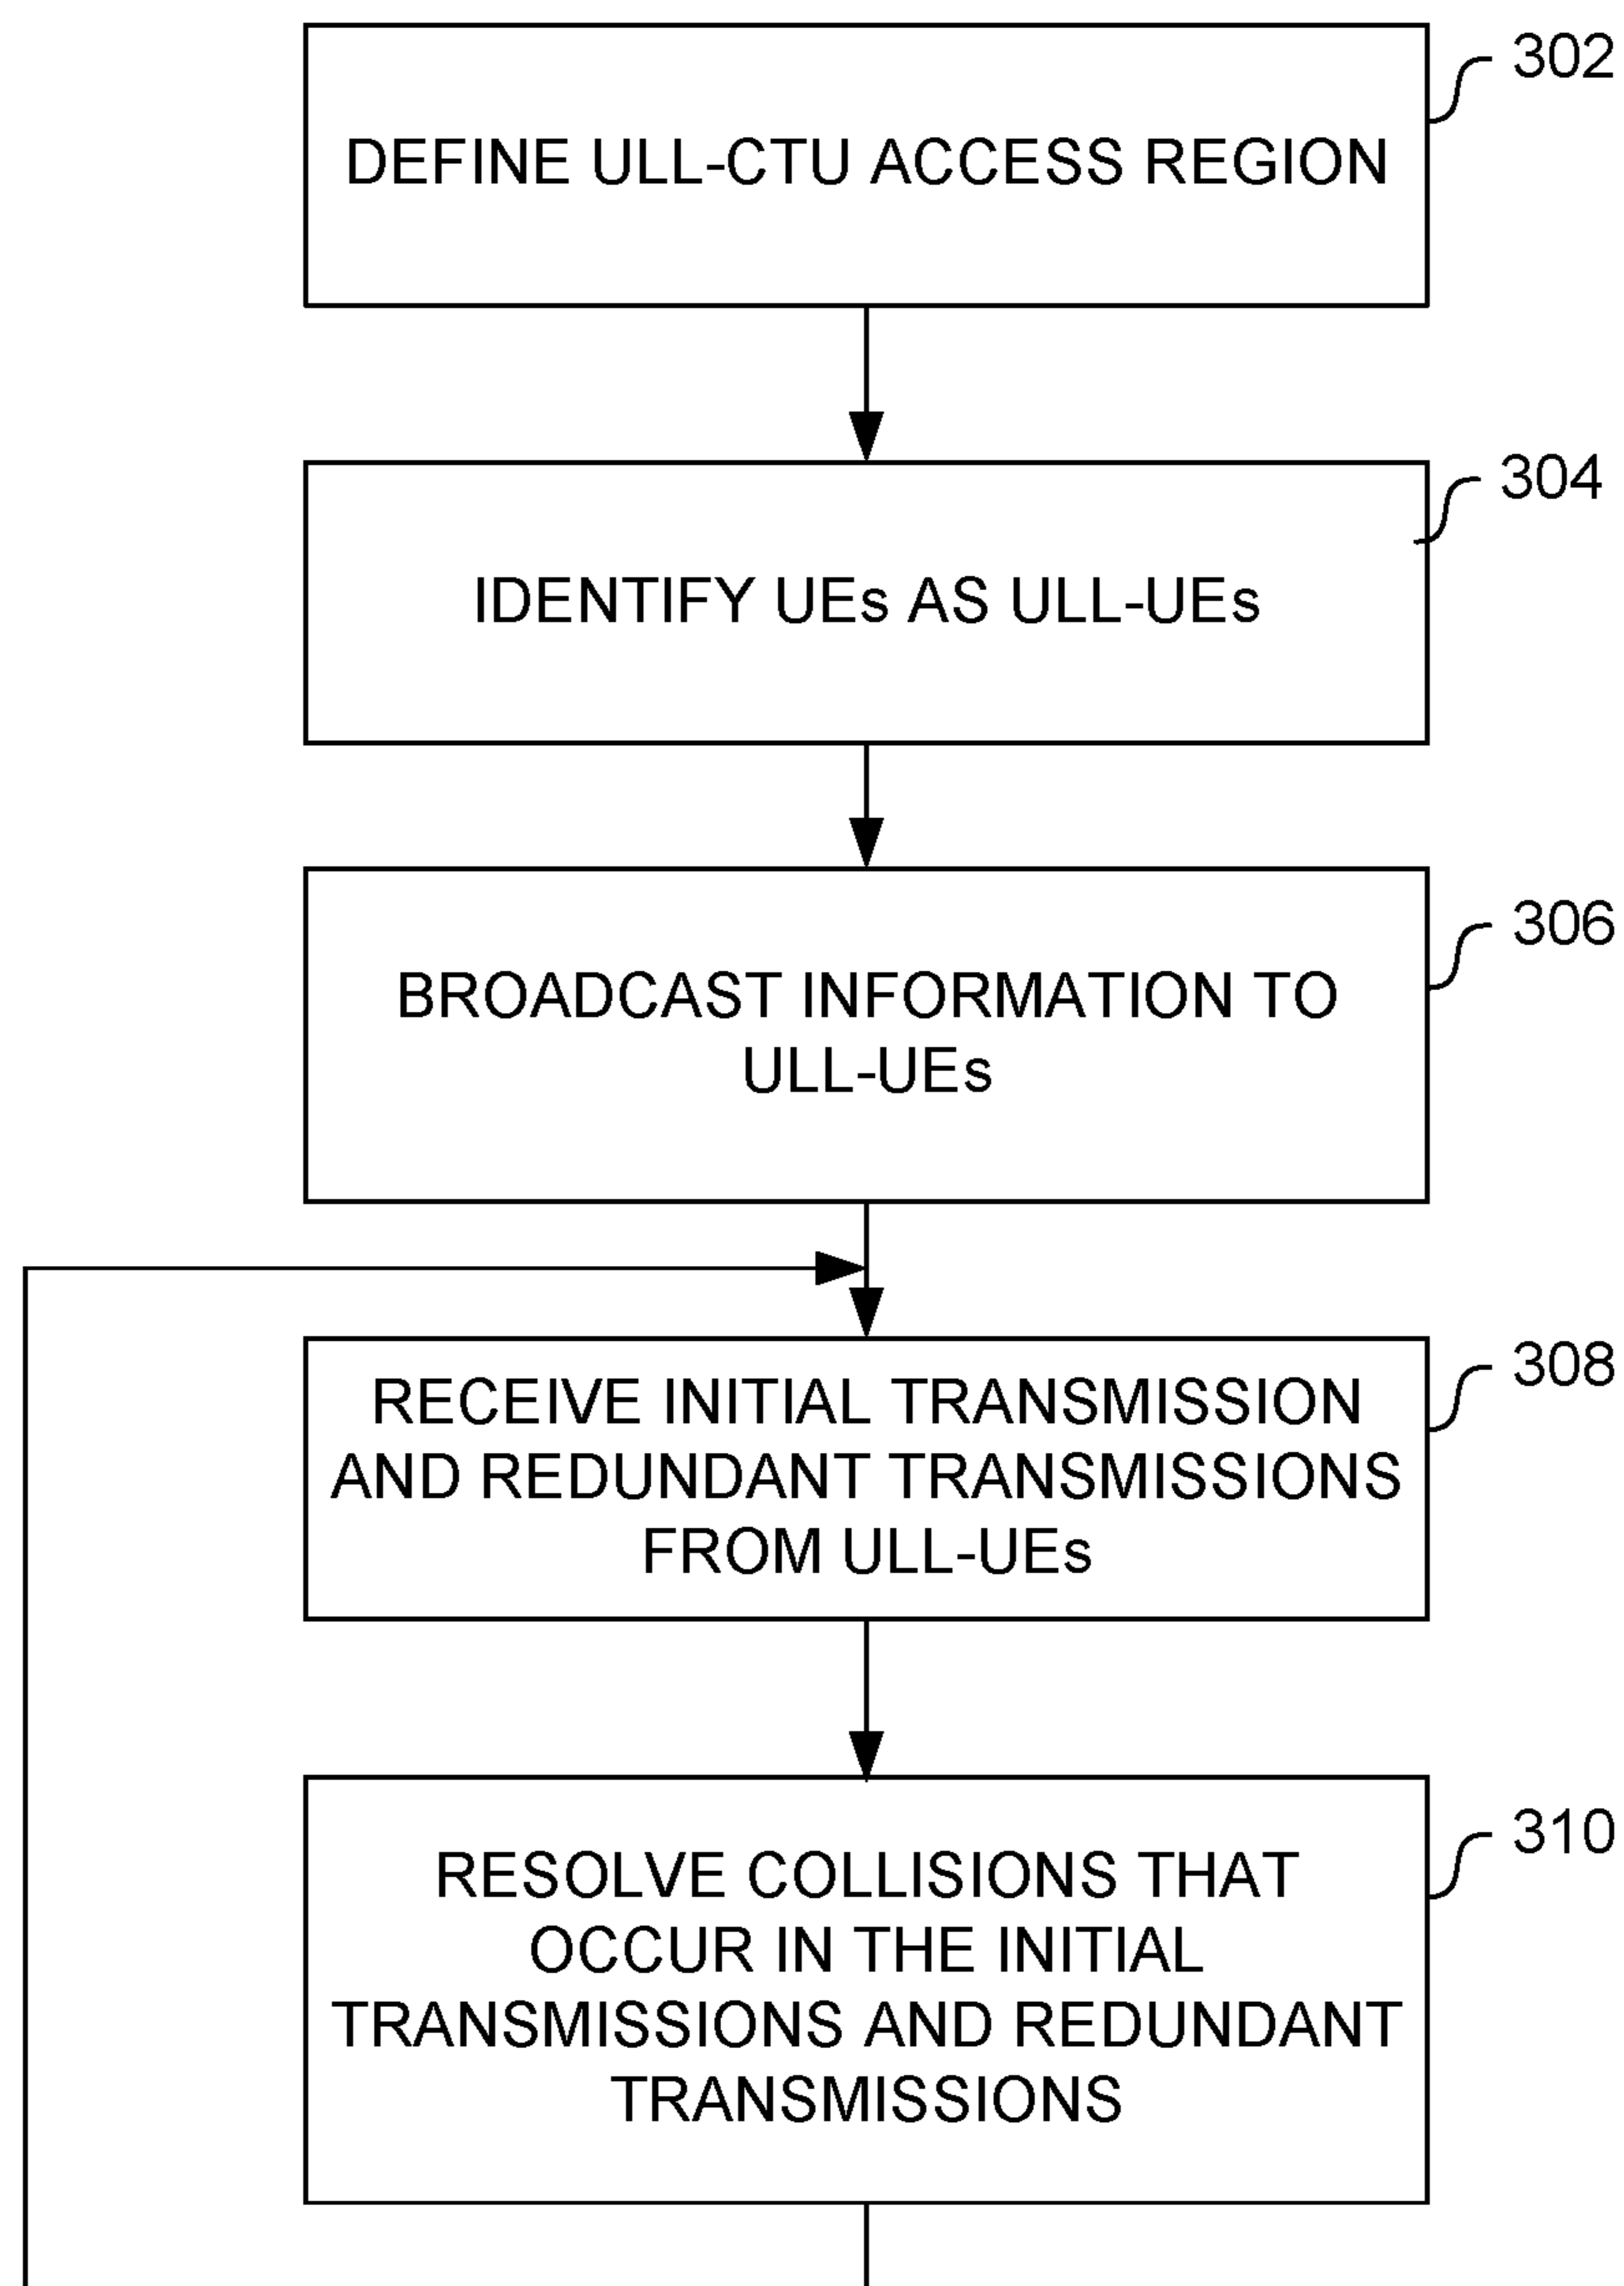 302
DEFINE ULL-CTU ACCESS REGION
304
IDENTIFY UEs AS ULL-UEs
306
BROADCAST INFORMATION TO
ULL-UEs
308
RECEIVE INITIAL TRANSMISSION
AND REDUNDANT TRANSMISSIONS
FROM ULL-UEs
310
RESOLVE COLLISIONS THAT
OCCUR IN THE INITIAL
TRANSMISSIONS AND REDUNDANT
TRANSMISSIONS